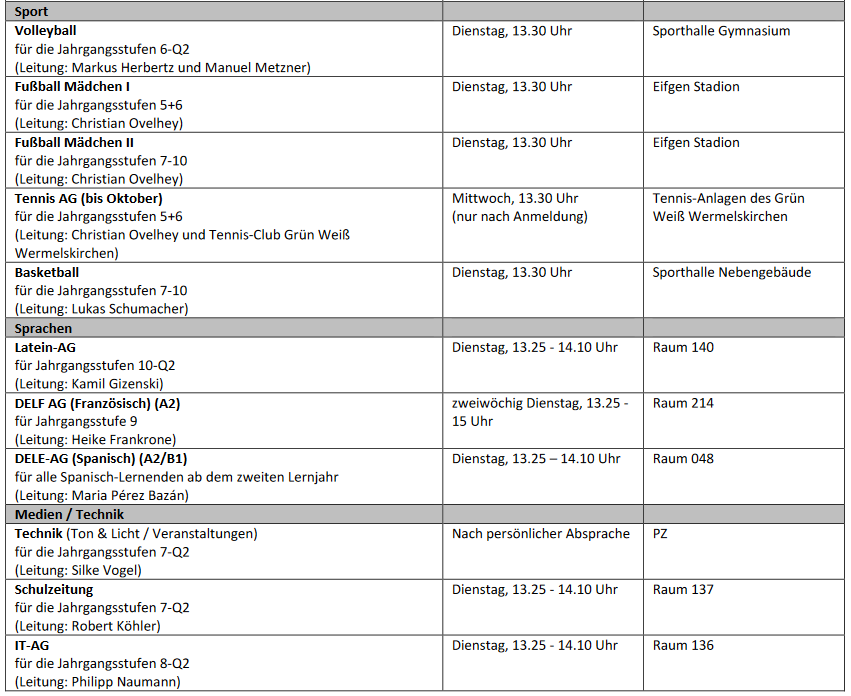 Sport
Volleyball
für die Jahrgangsstufen 6-Q2
(Leitung: Markus Herbertz und Manuel Metzner)
Dienstag, 13.30 Uhr
Sporthalle Gymnasium
Fußball Mädchen I
für die Jahrgangsstufen 5+6
(Leitung: Christian Ovelhey)
Dienstag, 13.30 Uhr
Eifgen Stadion
Fußball Mädchen II
für die Jahrgangsstufen 7-10
(Leitung: Christian Ovelhey)
Dienstag, 13.30 Uhr
Eifgen Stadion
Tennis AG (bis Oktober)
für die Jahrgangsstufen 5+6
(Leitung: Christian Ovelhey und Tennis-Club Grün Weiß
Wermelskirchen)
Mittwoch, 13.30 Uhr
(nur nach Anmeldung)
Tennis-Anlagen des Grün
Weiß Wermelskirchen
Basketball
für die Jahrgangsstufen 7-10
(Leitung: Lukas Schumacher)
Dienstag, 13.30 Uhr
Sporthalle Nebengebäude
Sprachen
Latein-AG
für Jahrgangsstufen 10-Q2
(Leitung: Kamil Gizenski)
Dienstag, 13.25 - 14.10 Uhr
Raum 140
DELF AG (Französisch) (A2)
für Jahrgangsstufe 9
(Leitung: Heike Frankrone)
zweiwöchig Dienstag, 13.25 -
15 Uhr
Raum 214
DELE-AG (Spanisch) (A2/B1)
für alle Spanisch-Lernenden ab dem zweiten Lernjahr
(Leitung: Maria Pérez Bazán)
Dienstag, 13.25 – 14.10 Uhr
Raum 048
Medien / Technik
Technik (Ton & Licht / Veranstaltungen)
für die Jahrgangsstufen 7-Q2
(Leitung: Silke Vogel)
Nach persönlicher Absprache
PZ
Schulzeitung
für die Jahrgangsstufen 7-Q2
(Leitung: Robert Köhler)
Dienstag, 13.25 - 14.10 Uhr
Raum 137
IT-AG
für die Jahrgangsstufen 8-Q2
(Leitung: Philipp Naumann)
Dienstag, 13.25 - 14.10 Uhr
Raum 136